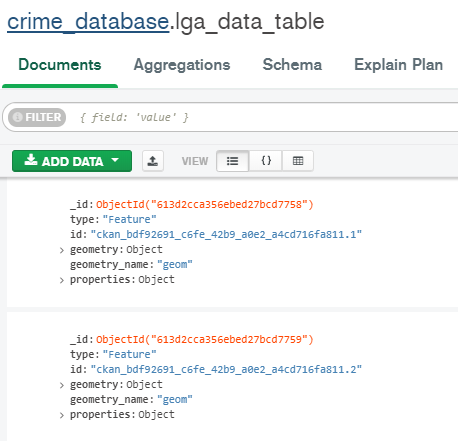 crime_database.lga_data_table
Documents Aggregations Schema Explain Plan
FILTER { field: 'value' }
ADD DATA VIEW { }
_id: ObjectId("613d2cca356ebed27bcd7758")
type: "Feature"
id: "ckan_bdf92691_c6fe_42b9_a0e2_a4cd716fa811.1"
> geometry: Object
geometry_name: "geom"
> properties: Object
_id: ObjectId("613d2cca356ebed27bcd7759")
type: "Feature"
id: "ckan_bdf92691_c6fe_42b9_a0e2_a4cd716fa811.2"
> geometry: Object
geometry_name: "geom"
> properties: Object